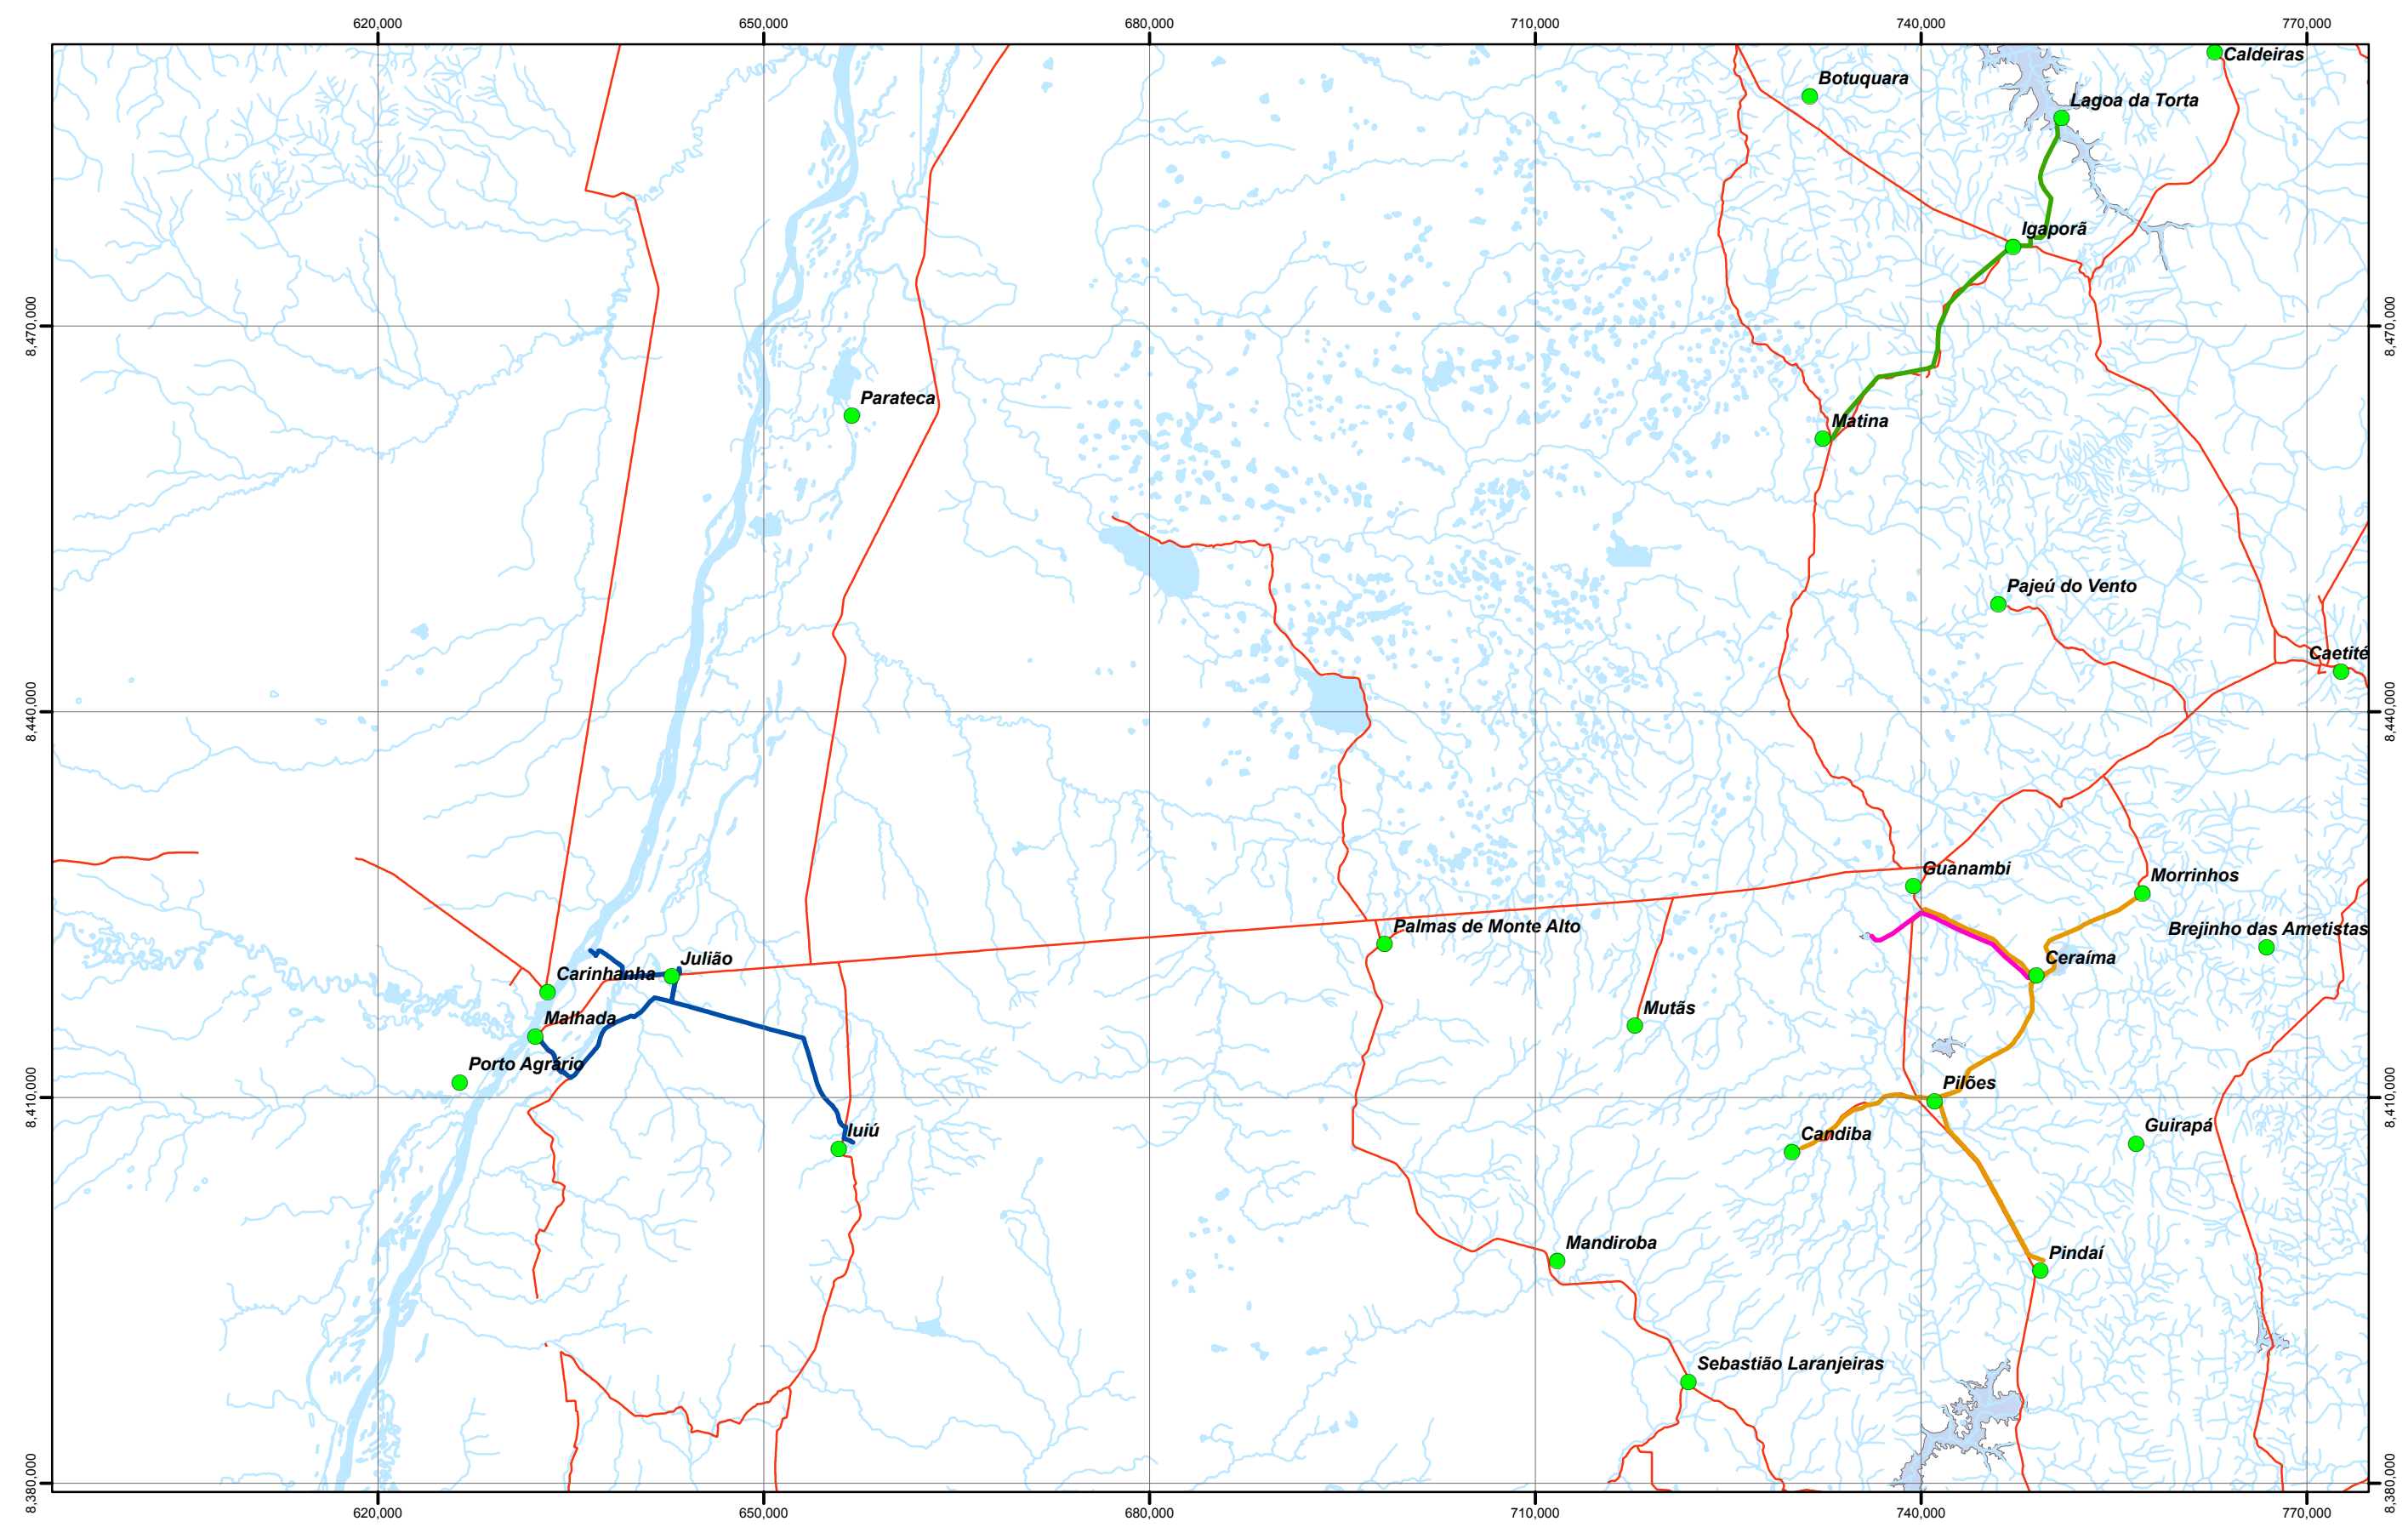 620,000
650,000
680,000
710,000
740,000
770,000
Caldeiras
Botuquara
Lagoa da Torta
Igaporã
8,470,000
8,470,000
Parateca
Matina
Pajeú do Vento
Caetité
8,440,000
8,440,000
Guanambi
Morrinhos
Palmas de Monte Alto
Brejinho das Ametistas
Julião
Ceraíma
Carinhanha
Mutãs
Malhada
Porto Agrário
Pilões
8,410,000
8,410,000
Iuiú
Candiba
Guirapá
Mandiroba
Pindaí
Sebastião Laranjeiras
8,380,000
8,380,000
620,000
650,000
680,000
710,000
740,000
770,000